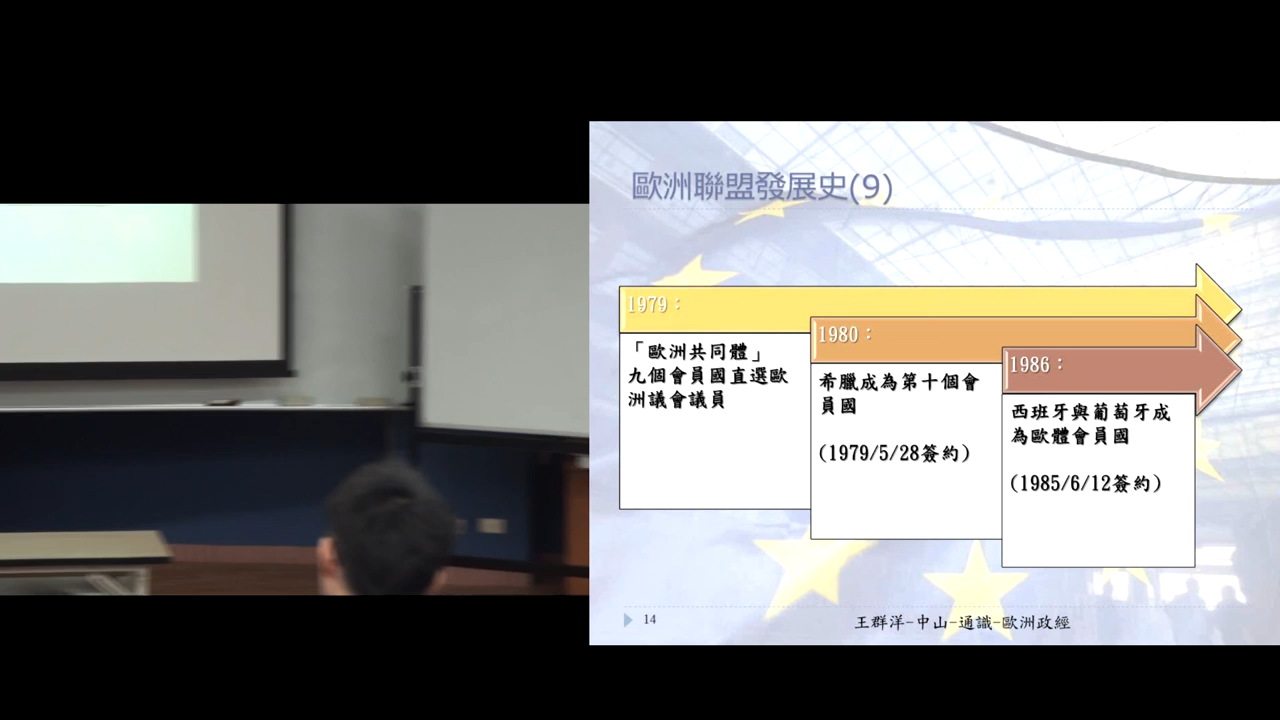 歐洲聯盟發展史(9)
1979：
「歐洲共同體」
九個會員國直選歐
洲議會議員
1980：
希臘成為第十個會
員國
(1979/5/28簽約)
1986：
西班牙與葡萄牙成
為歐體會員國
(1985/6/12簽約)
14
王群洋-中山-通識-歐洲政經